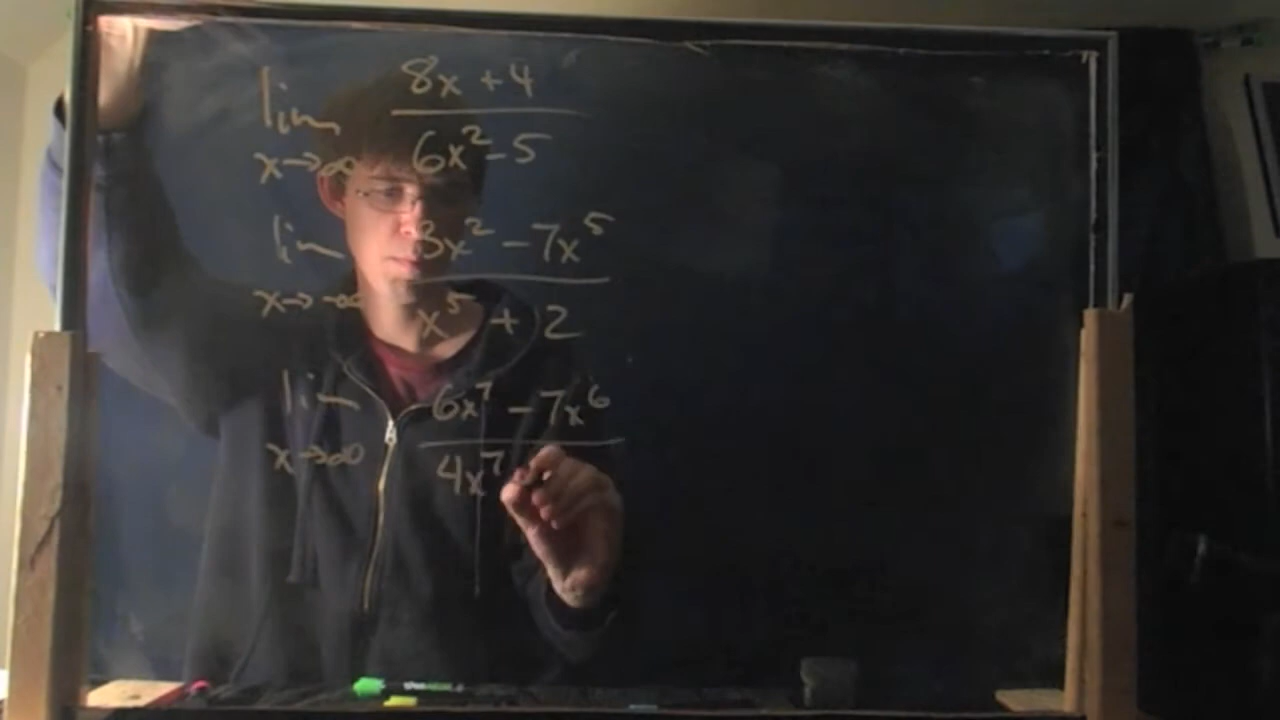 lim 8x + 4
x→∞ 6x² - 5
lim 3x² - 7x⁵
x→-∞ x⁵ + 2
lim 6x⁷ - 7x⁶
x→∞ 4x⁷